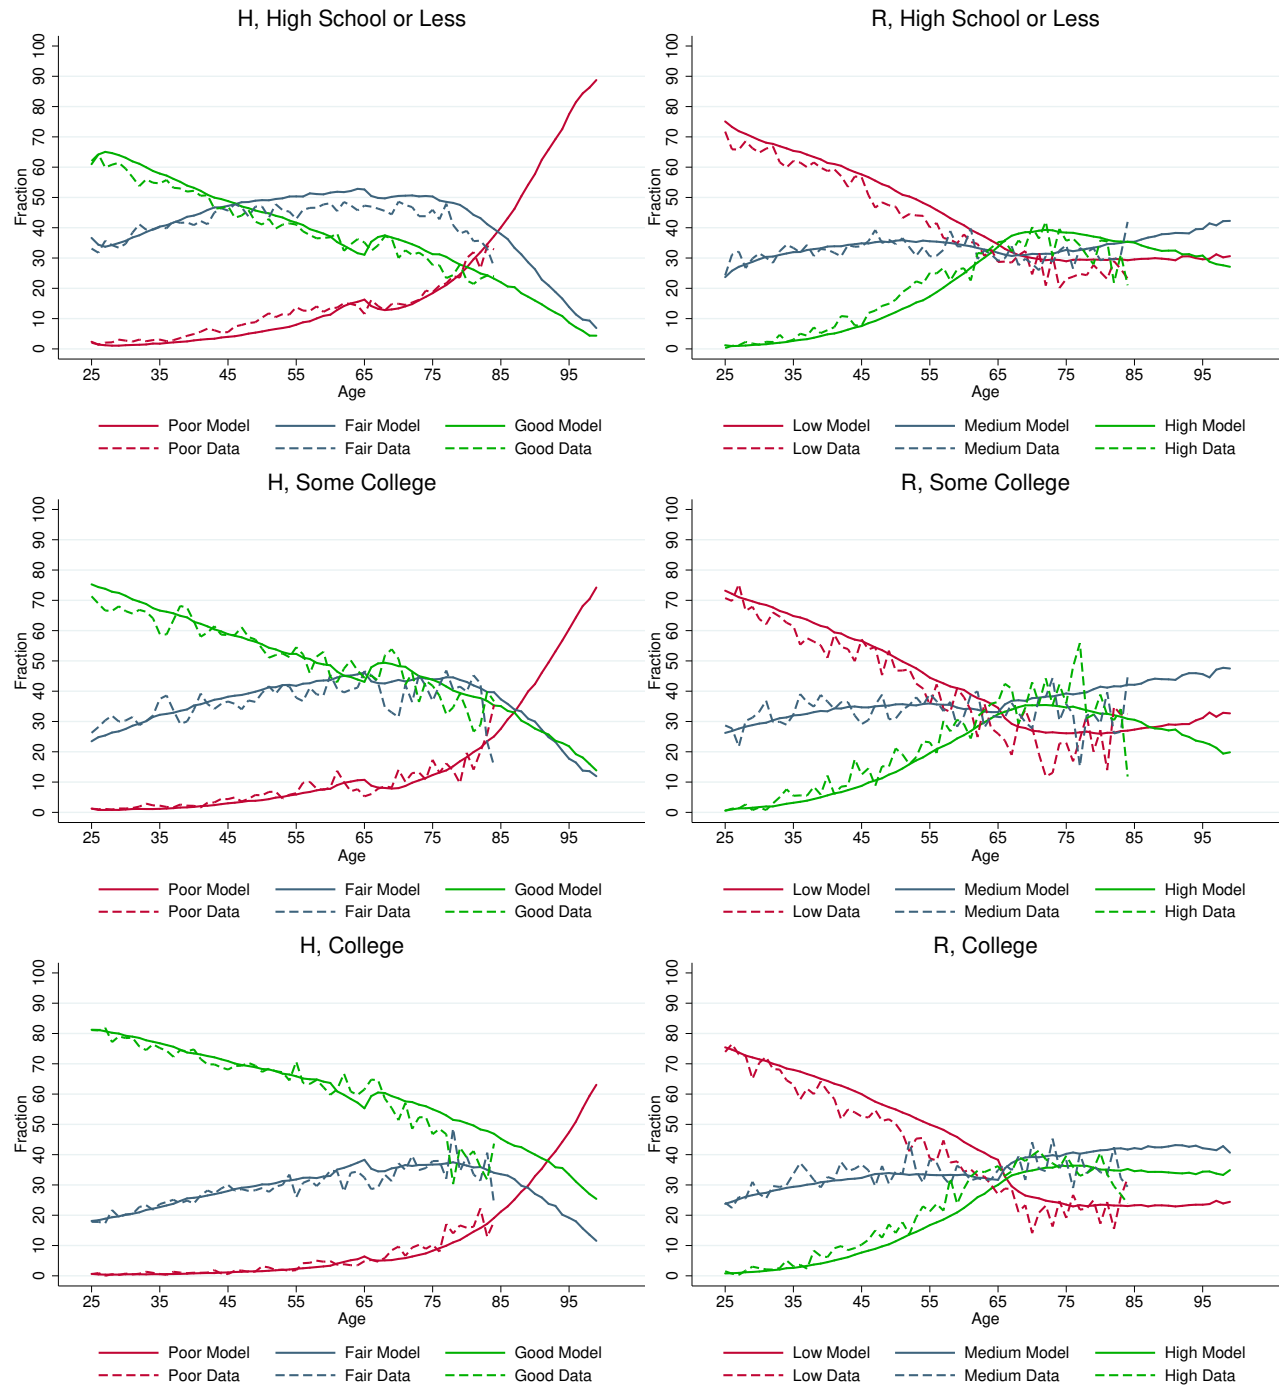 H, High School or Less
R, High School or Less
Fraction
0 10 20 30 40 50 60 70 80 90 100
25 35 45 55 65 75 85 95
Age
Fraction
0 10 20 30 40 50 60 70 80 90 100
25 35 45 55 65 75 85 95
Age
Poor Model Fair Model Good Model
Poor Data Fair Data Good Data
Low Model Medium Model High Model
Low Data Medium Data High Data
H, Some College
R, Some College
Fraction
0 10 20 30 40 50 60 70 80 90 100
25 35 45 55 65 75 85 95
Age
Fraction
0 10 20 30 40 50 60 70 80 90 100
25 35 45 55 65 75 85 95
Age
Poor Model Fair Model Good Model
Poor Data Fair Data Good Data
Low Model Medium Model High Model
Low Data Medium Data High Data
H, College
R, College
Fraction
0 10 20 30 40 50 60 70 80 90 100
25 35 45 55 65 75 85 95
Age
Fraction
0 10 20 30 40 50 60 70 80 90 100
25 35 45 55 65 75 85 95
Age
Poor Model Fair Model Good Model
Poor Data Fair Data Good Data
Low Model Medium Model High Model
Low Data Medium Data High Data